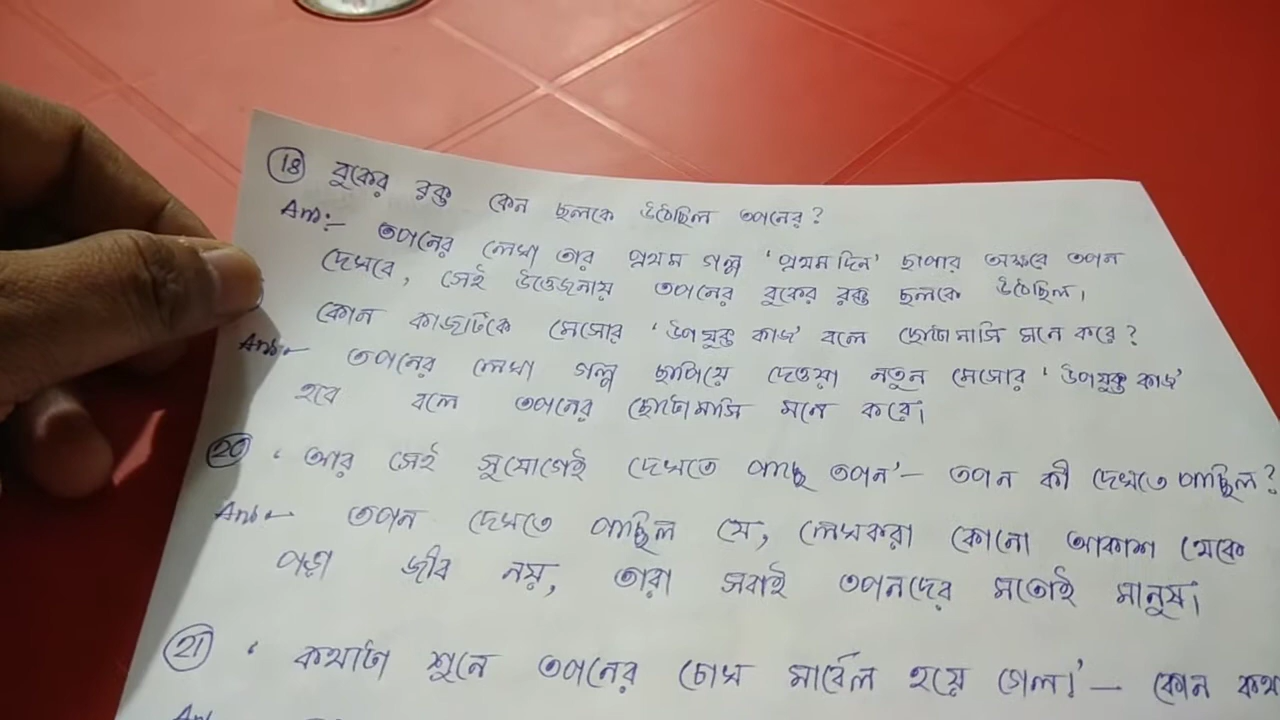 18 বুকের রক্ত কেন ছলকে উঠেছিল তপনের?
Ans:- তপনের লেখা তার প্রথম গল্প 'প্রথম দিন' ছাপার অক্ষরে তপন
দেখবে, সেই উত্তেজনায় তপনের বুকের রক্ত ছলকে উঠেছিল।
কোন কাজটিকে মেসোর 'উপযুক্ত কাজ' বলে ছোটোমাসি মনে করে?
Ans:- তপনের লেখা গল্প ছাপিয়ে দেওয়া নতুন মেসোর 'উপযুক্ত কাজ'
হবে বলে তপনের ছোটোমাসি মনে করে।
20 'আর সেই সুযোগেই দেখতে পাচ্ছে তপন'— তপন কী দেখতে পাচ্ছিল?
Ans:- তপন দেখতে পাচ্ছিল যে, লেখকরা কোনো আকাশ থেকে
পড়া জীব নয়, তারা সবাই তপনদের মতোই মানুষ।
21 'কথাটা শুনে তপনের চোখ মার্বেল হয়ে গেল।'— কোন